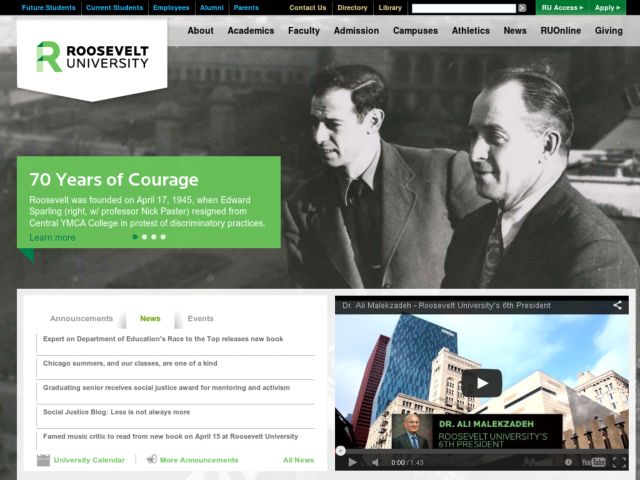 Future Students Current Students Employees Alumni Parents Contact Us Directory Library RU Access > Apply >
ROOSEVELT
UNIVERSITY
About Academics Faculty Admission Campuses Athletics News RUOnline Giving
70 Years of Courage
Roosevelt was founded on April 17, 1945, when Edward
Sparling (right, w/ professor Nick Paster) resigned from
Central YMCA College in protest of discriminatory practices.
Learn more
Announcements News Events
Expert on Department of Education's Race to the Top releases new book
Chicago summers, and our classes, are one of a kind
Graduating senior receives social justice award for mentoring and activism
Social Justice Blog: Less is not always more
Famed music critic to read from new book on April 15 at Roosevelt University
University Calendar More Announcements All News
Dr. Ali Malekzadeh - Roosevelt University's 6th President
DR. ALI MALEKZADEH
ROOSEVELT UNIVERSITY'S
6TH PRESIDENT
0:00 / 1:43
YouTube